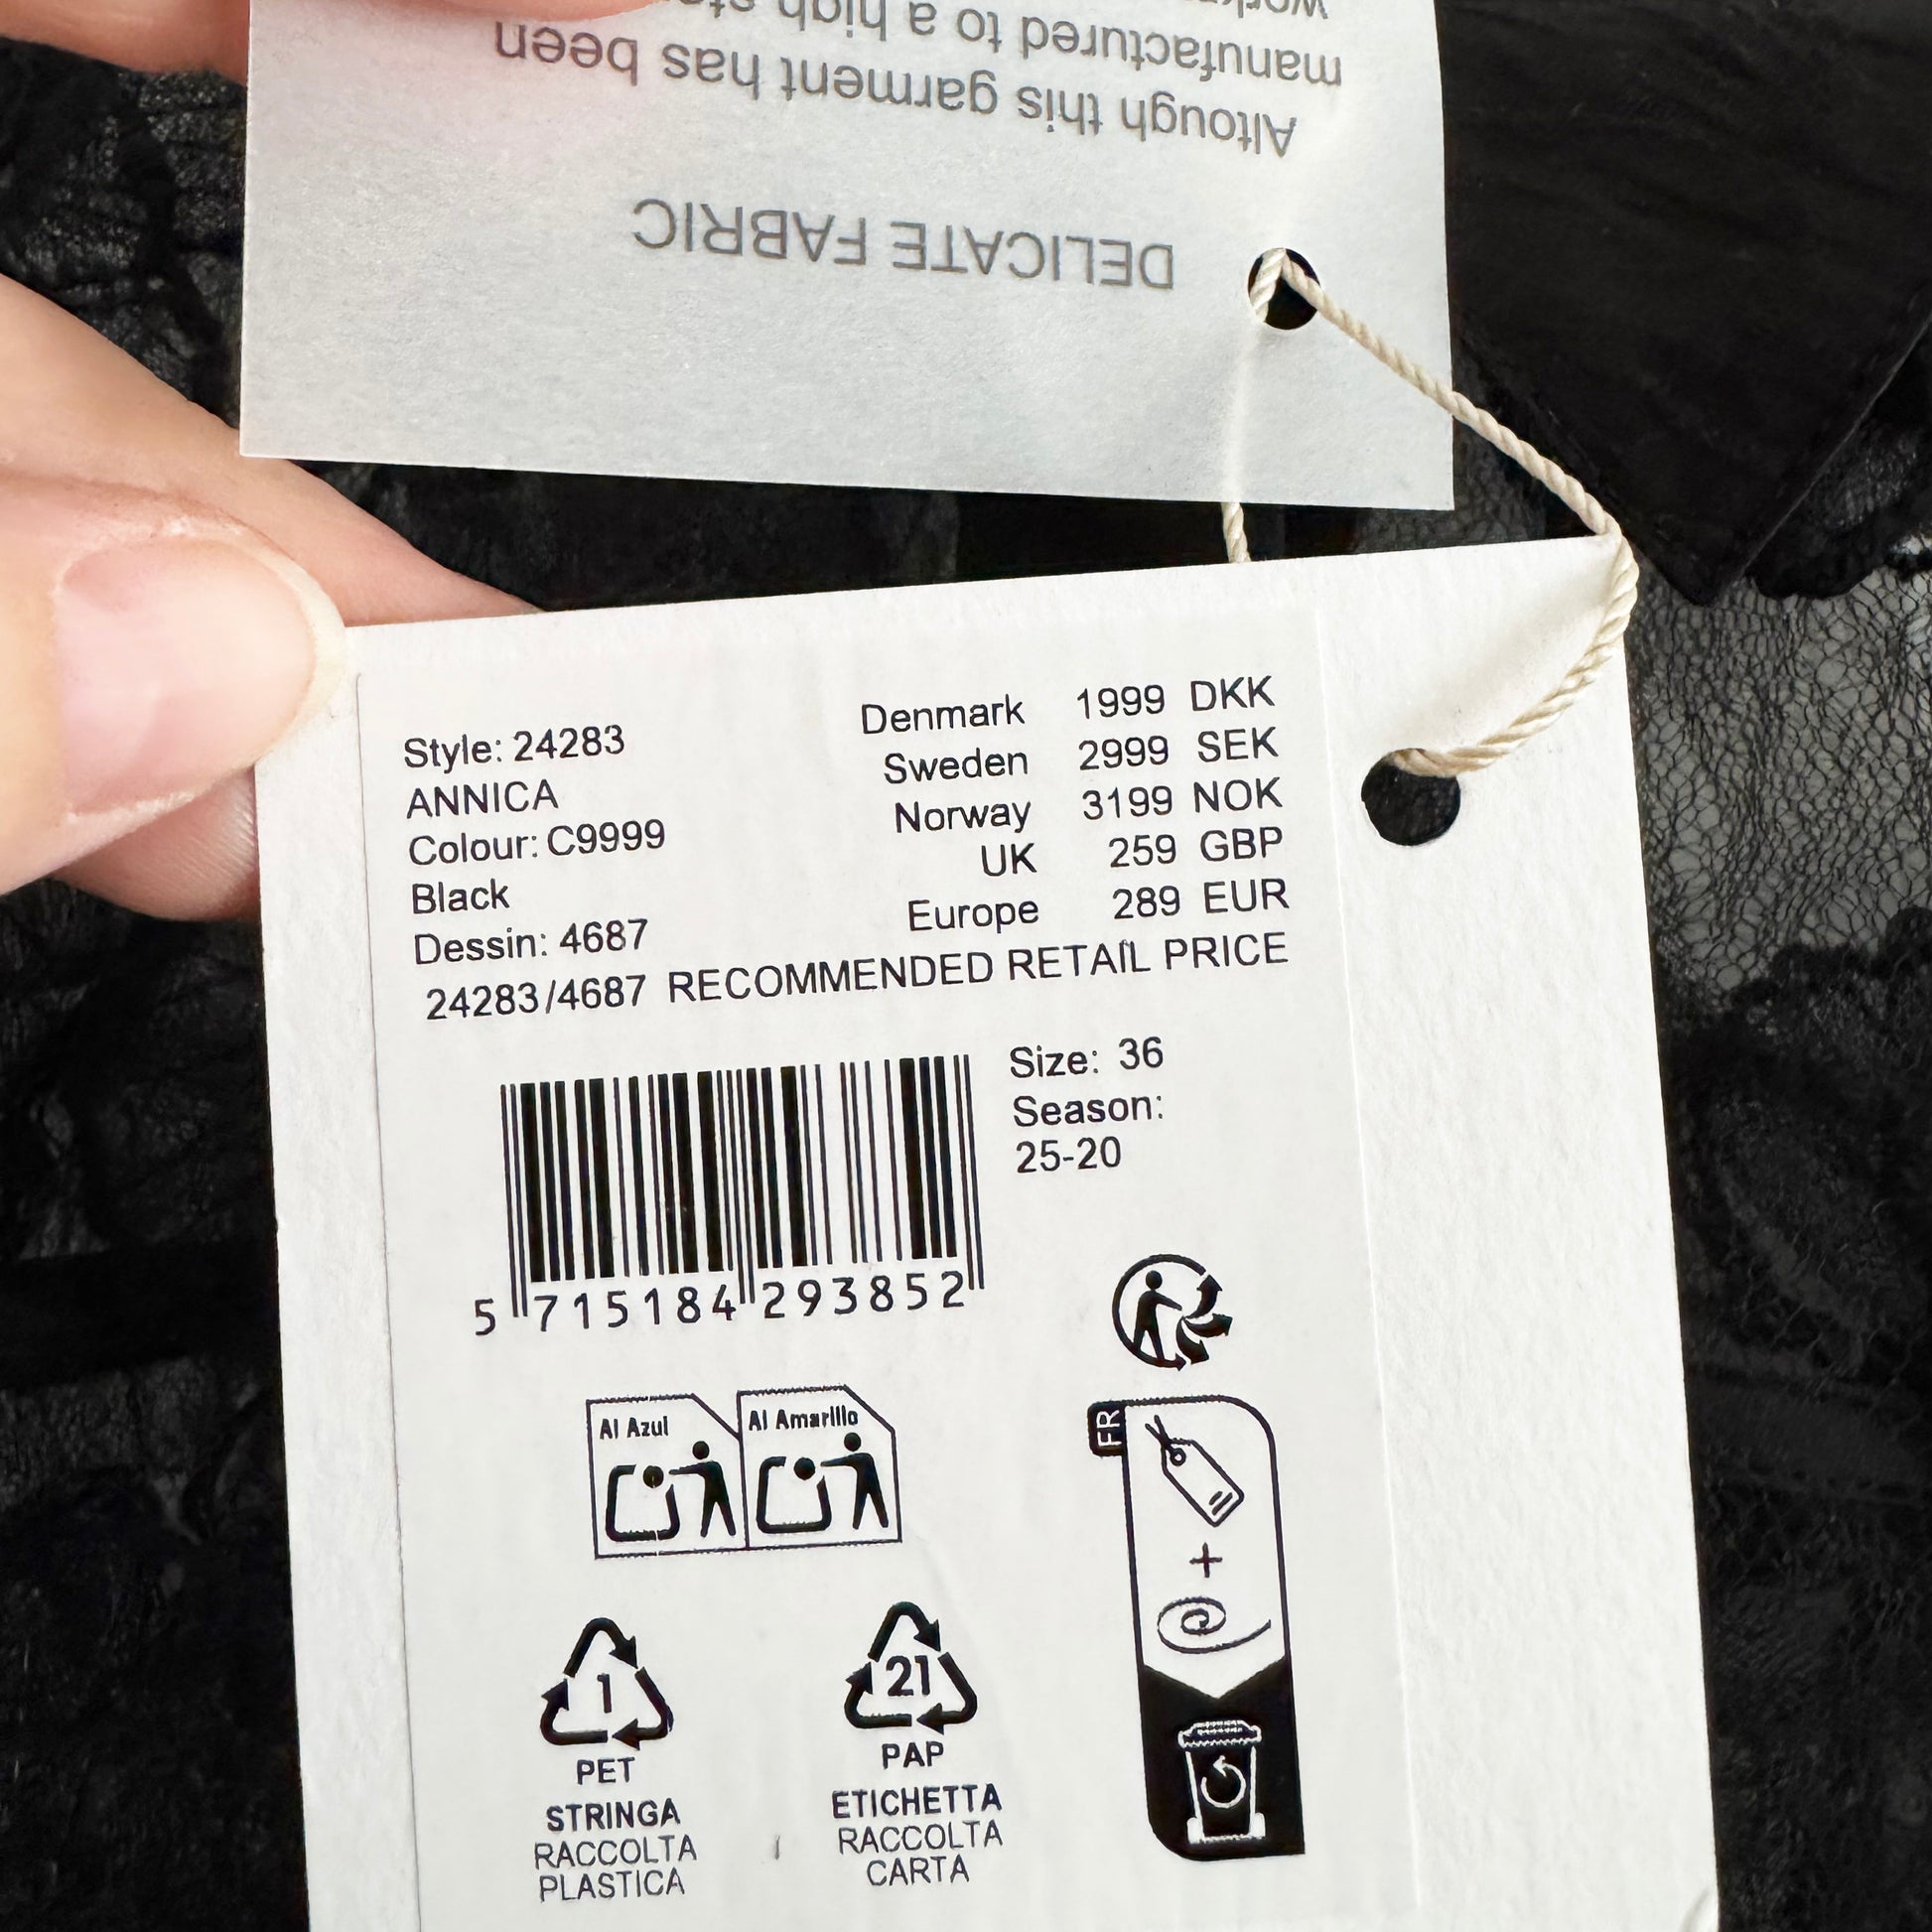 DELICATE FABRIC
Altough this garment has been
manufactured to a high
Style: 24283
ANNICA
Colour: C9999
Black
Dessin: 4687
Denmark 1999 DKK
Sweden 2999 SEK
Norway 3199 NOK
UK 259 GBP
Europe 289 EUR
24283/4687 RECOMMENDED RETAIL PRICE
Size: 36
Season:
25-20
5 715184 293852
Al Azul
Al Amarillo
FR
1
PET
STRINGA
RACCOLTA
PLASTICA
21
PAP
ETICHETTA
RACCOLTA
CARTA